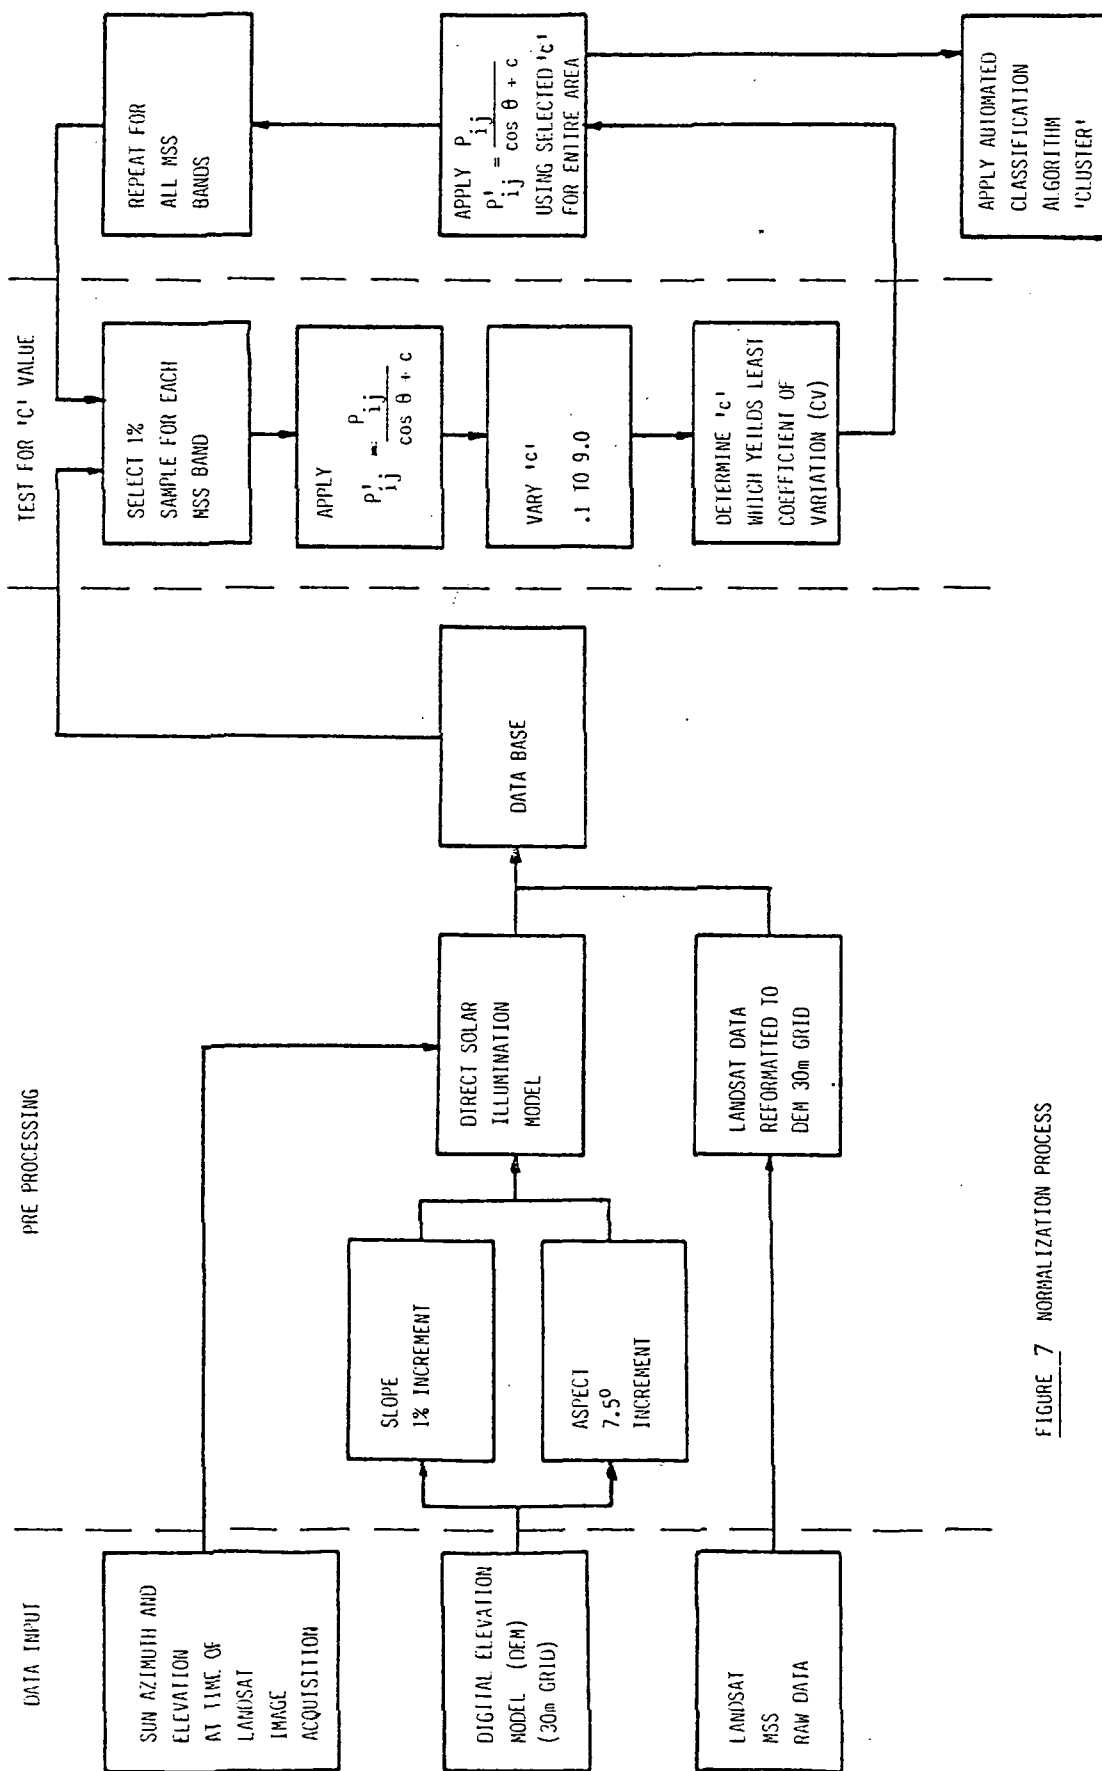 DATA INPUT
PRE PROCESSING
TEST FOR 'C' VALUE
SUN AZIMUTH AND
ELEVATION
AT TIME OF
LANDSAT
IMAGE
ACQUISITION
DIGITAL ELEVATION
MODEL (DEM)
(30m GRID)
LANDSAT
MSS
RAW DATA
SLOPE
1% INCREMENT
ASPECT
7.5°
INCREMENT
DIRECT SOLAR
ILLUMINATION
MODEL
LANDSAT DATA
REFORMATTED TO
DEM 30m GRID
DATA BASE
SELECT 1%
SAMPLE FOR EACH
MSS BAND
APPLY
P'ij = Pij / cos θ + c
VARY 'c'
.1 TO 9.0
DETERMINE 'c'
WHICH YEILDS LEAST
COEFFICIENT OF
VARIATION (CV)
REPEAT FOR
ALL MSS
BANDS
APPLY P'ij = Pij / cos θ + c
USING SELECTED 'c'
FOR ENTIRE AREA
APPLY AUTOMATED
CLASSIFICATION
ALGORITHM
'CLUSTER'
FIGURE 7 NORMALIZATION PROCESS